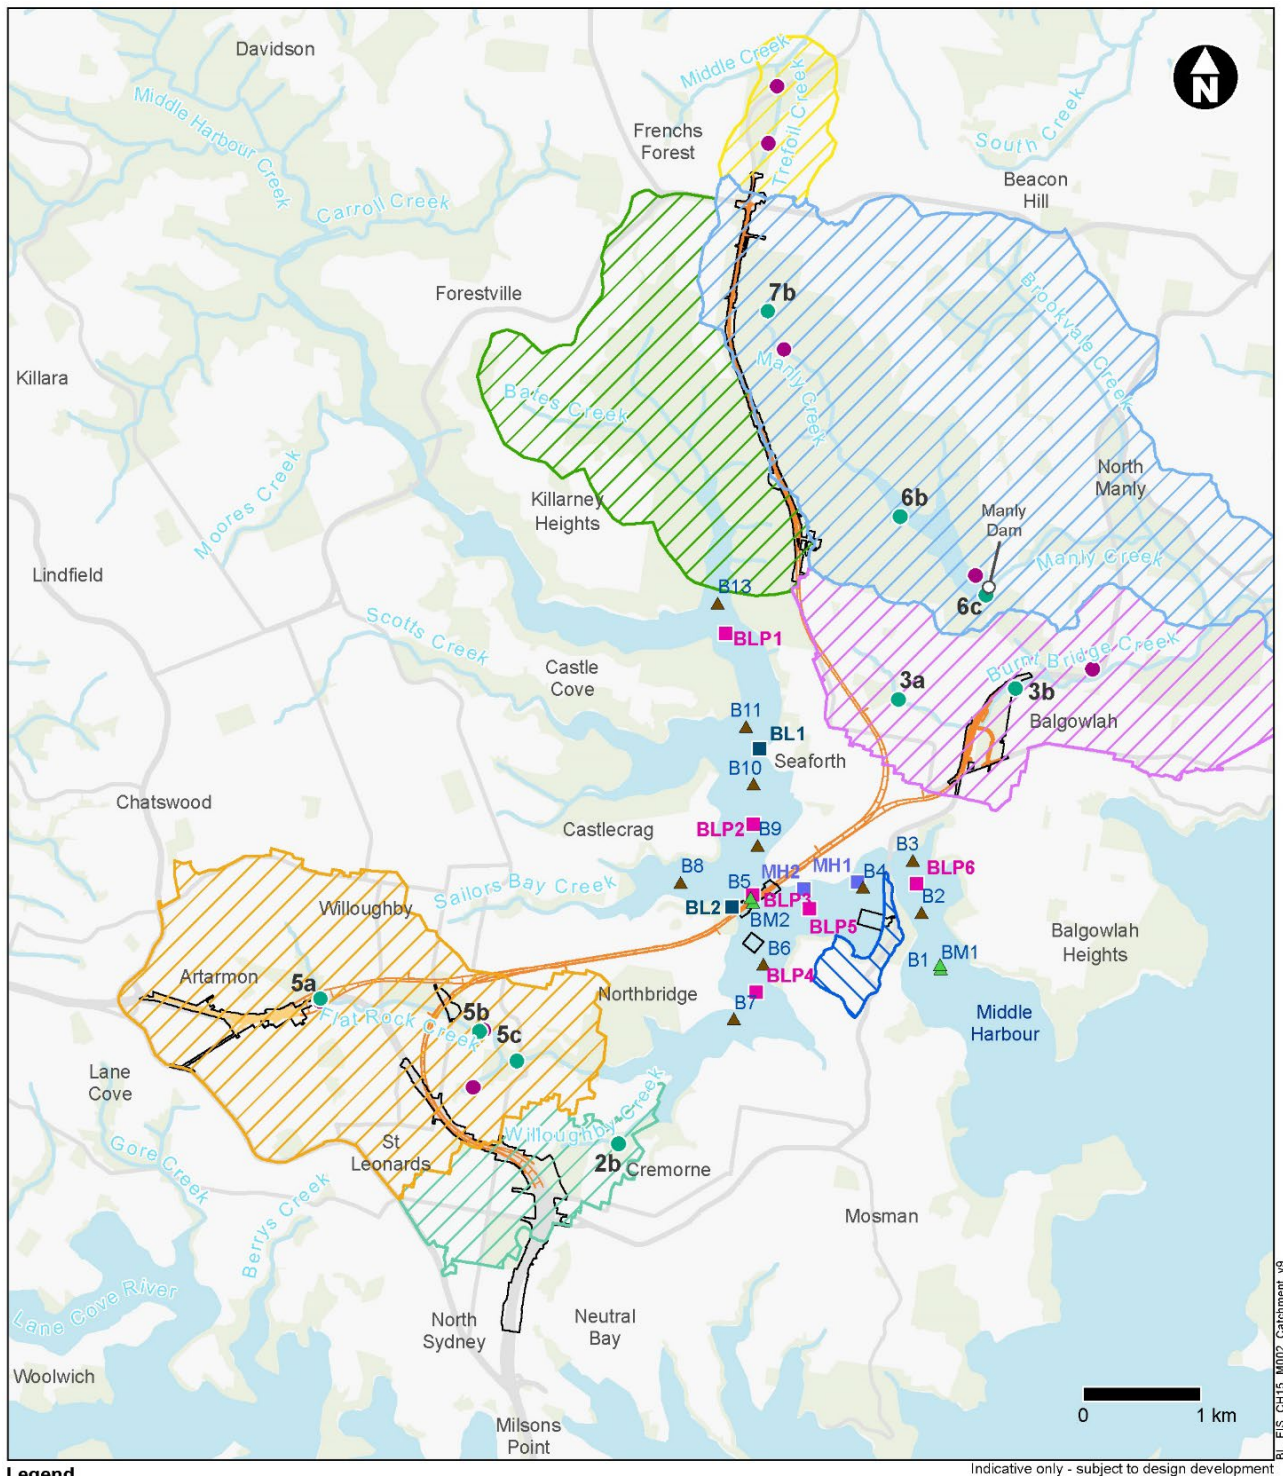 Davidson
Middle Creek
N
Middle Harbour Creek
Trefoil Creek
South Creek
Frenchs
Forest
Beacon
Hill
Carroll Creek
Forestville
7b
Brookvale Creek
Manly Creek
Killara
Bates Creek
North
Manly
Moores Creek
Killarney
Heights
6b
Manly
Dam
Manly Creek
Lindfield
B13
6c
BLP1
Scotts Creek
Burnt Bridge Creek
Castle
Cove
3a
3b
B11
BL1
Balgowlah
Seaforth
B10
Chatswood
Castlecrag
BLP2
B9
B3
MH2
MH1
B8
B5
B4
BLP6
Sailors Bay Creek
BLP3
B2
Willoughby
BL2
BM2
BLP5
Balgowlah
Heights
B6
B1
BM1
Artarmon
BLP4
5a
Northbridge
B7
Flat Rock Creek
5b
5c
Middle
Harbour
Lane
Cove
Willoughby Creek
Gore Creek
St
Leonards
2b
Cremorne
Berrys Creek
Mosman
Lane Cove River
North
Sydney
Neutral
Bay
Woolwich
Milsons
Point
0
1 km
BL_EIS_CH15_M002_Catchment_v9
Legend
Indicative only - subject to design development